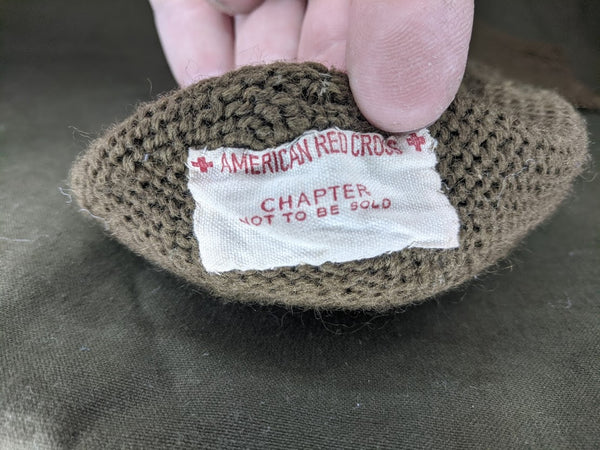 AMERICAN RED CROSS
CHAPTER
NOT TO BE SOLD